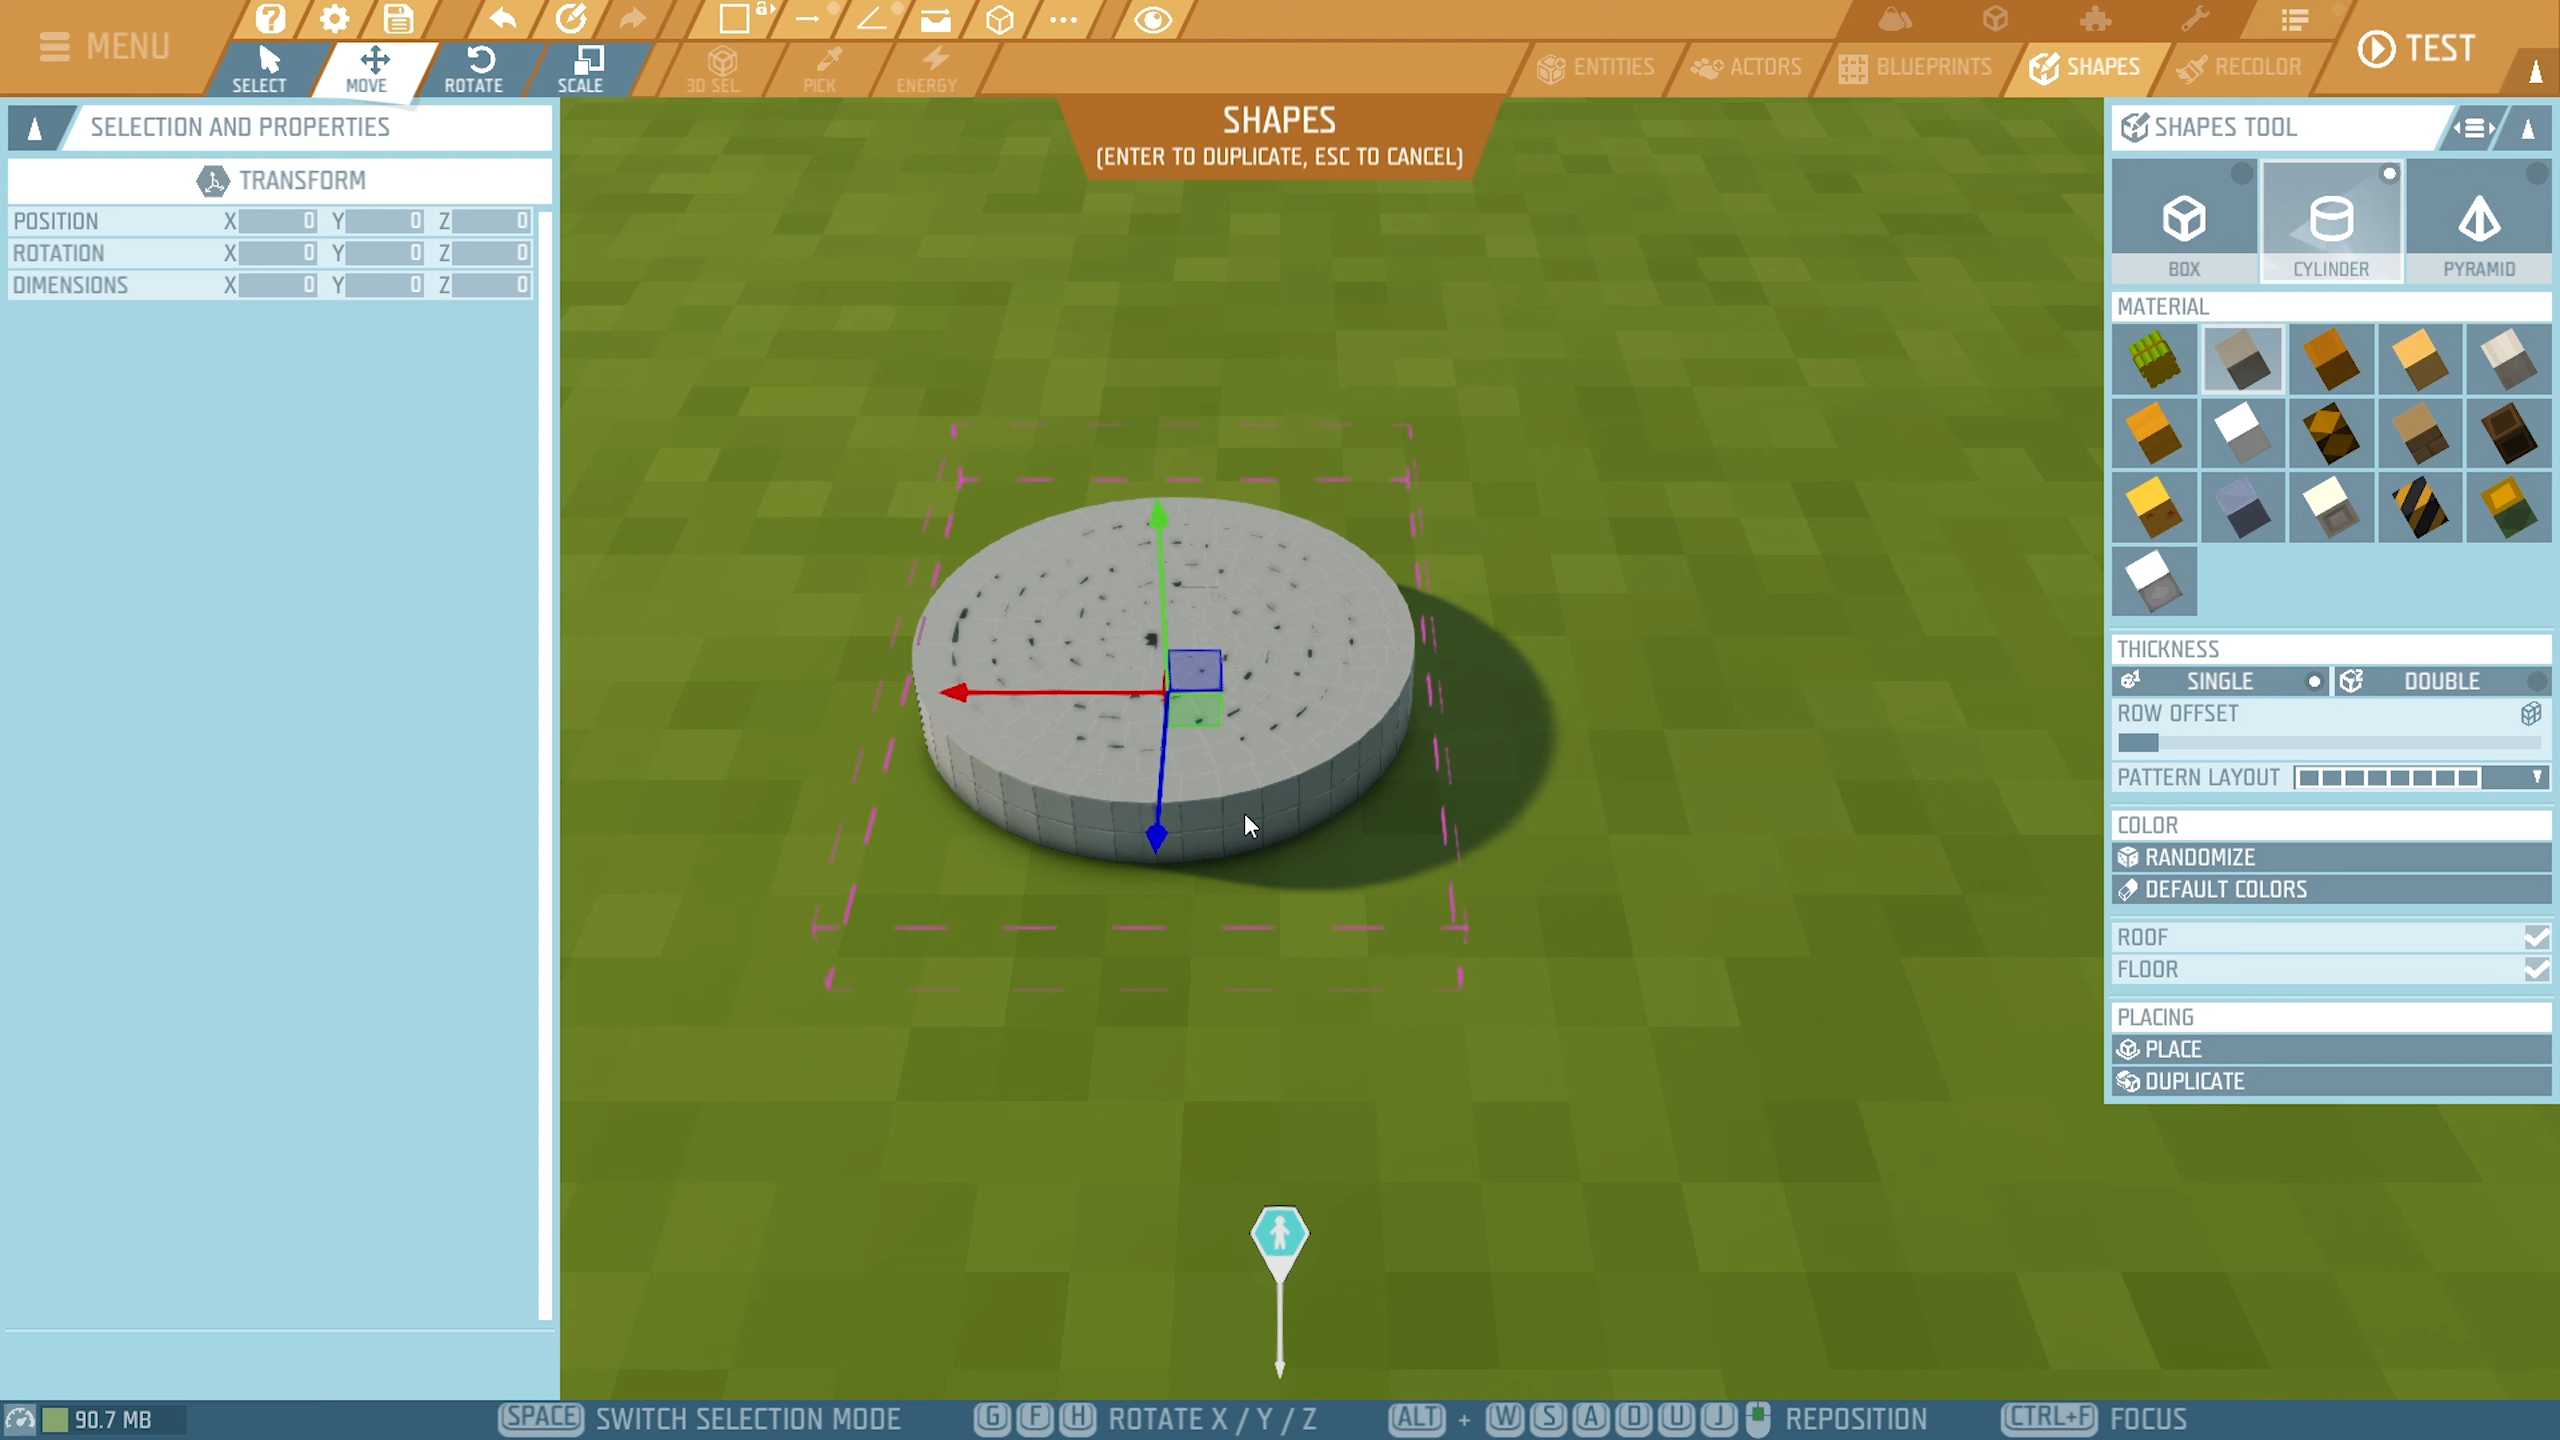 MENU
SELECT
MOVE
ROTATE
SCALE
3D SEL.
PICK
ENERGY
ENTITIES
ACTORS
BLUEPRINTS
SHAPES
RECOLOR
TEST
SELECTION AND PROPERTIES
TRANSFORM
POSITION X 0 Y 0 Z 0
ROTATION X 0 Y 0 Z 0
DIMENSIONS X 0 Y 0 Z 0
SHAPES
(ENTER TO DUPLICATE, ESC TO CANCEL)
SHAPES TOOL
BOX
CYLINDER
PYRAMID
MATERIAL
THICKNESS
SINGLE
DOUBLE
ROW OFFSET
PATTERN LAYOUT
COLOR
RANDOMIZE
DEFAULT COLORS
ROOF
FLOOR
PLACING
PLACE
DUPLICATE
90.7 MB
SPACE SWITCH SELECTION MODE
G F H ROTATE X / Y / Z
ALT + W S A D U J REPOSITION
CTRL+F FOCUS